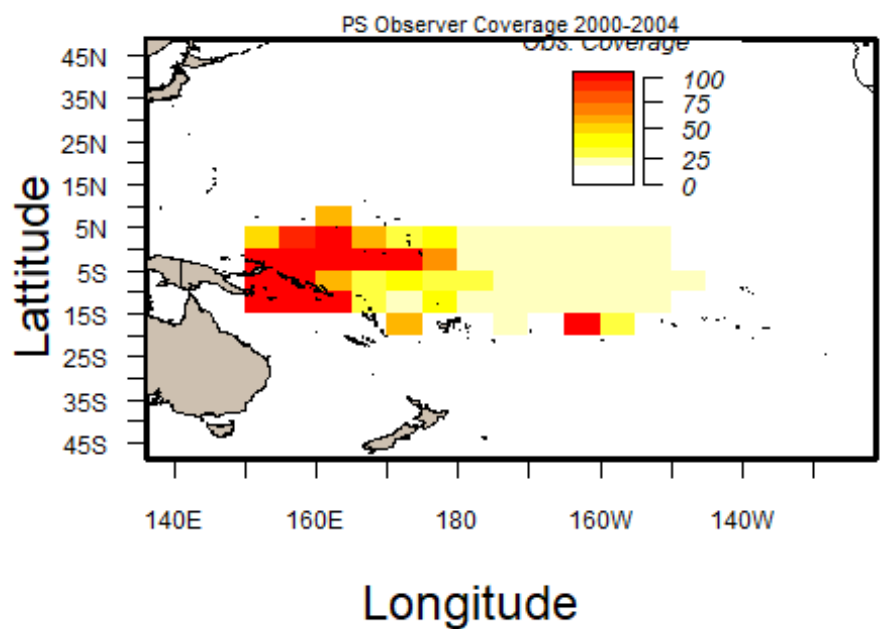 PS Observer Coverage 2000-2004
Obs. Coverage
100
75
50
25
0
45N
35N
25N
15N
5N
5S
15S
25S
35S
45S
Lattitude
140E 160E 180 160W 140W
Longitude